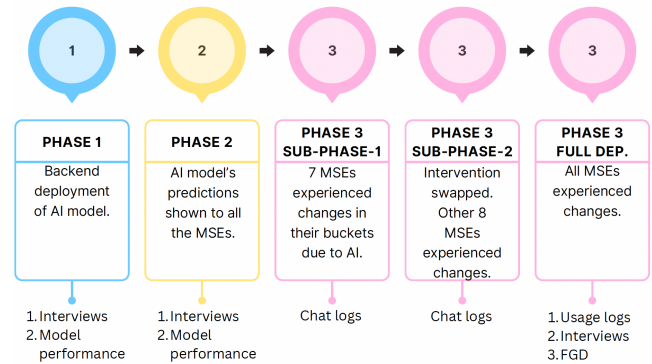 1
2
3
3
3
PHASE 1
Backend
deployment
of AI model.
1. Interviews
2. Model
performance
PHASE 2
AI model's
predictions
shown to all
the MSEs.
1. Interviews
2. Model
performance
PHASE 3
SUB-PHASE-1
7 MSEs
experienced
changes in
their buckets
due to AI.
Chat logs
PHASE 3
SUB-PHASE-2
Intervention
swapped.
Other 8
MSEs
experienced
changes.
Chat logs
PHASE 3
FULL DEP.
All MSEs
experienced
changes.
1. Usage logs
2. Interviews
3. FGD